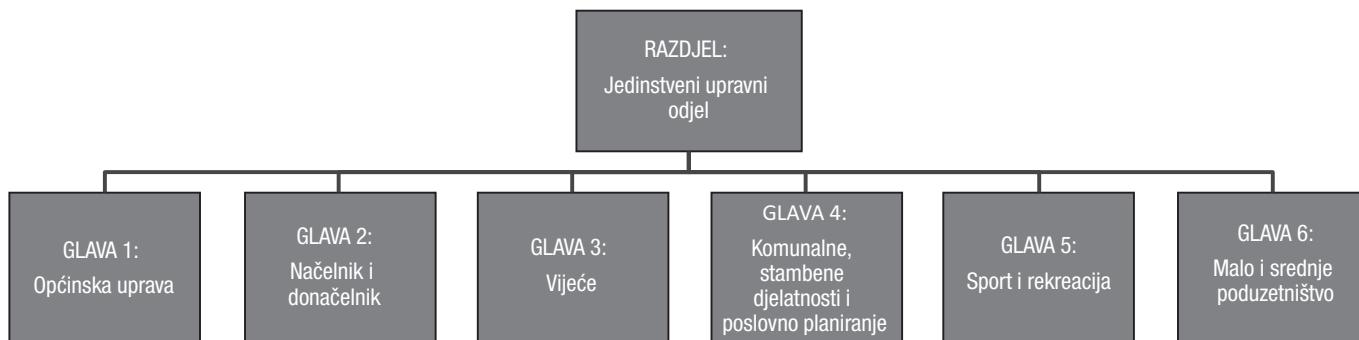 RAZDJEL:
Jedinstveni upravni
odjel
GLAVA 1:
Općinska uprava
GLAVA 2:
Načelnik i
donačelnik
GLAVA 3:
Vijeće
GLAVA 4:
Komunalne,
stambene
djelatnosti i
poslovno planiranje
GLAVA 5:
Sport i rekreacija
GLAVA 6:
Malo i srednje
poduzetništvo